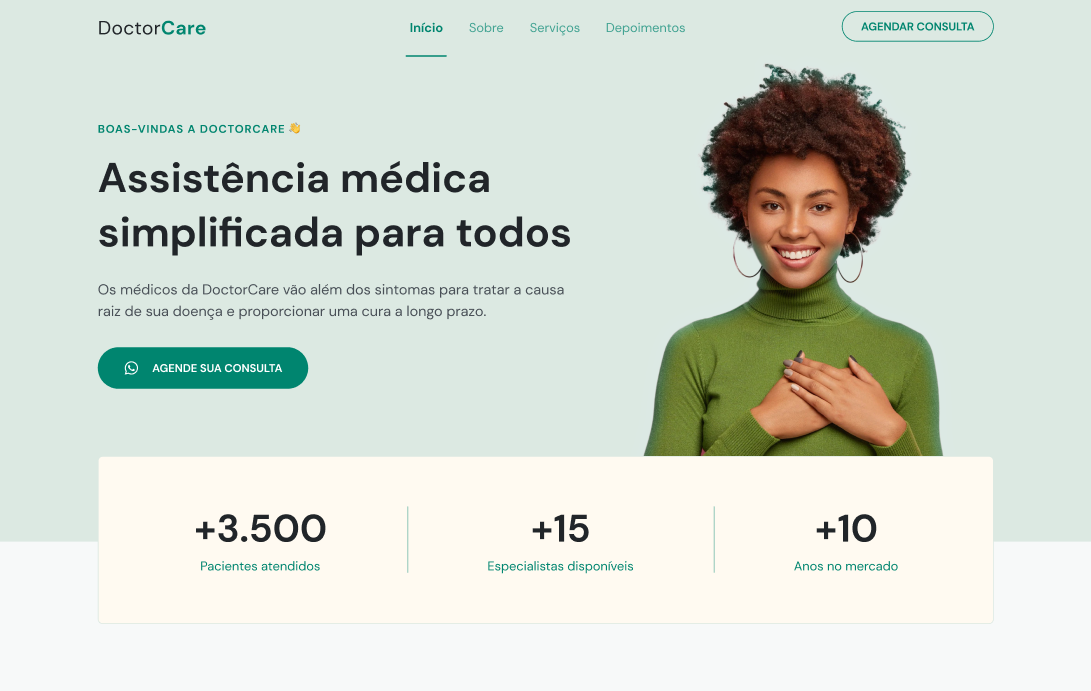 DoctorCare
Início Sobre Serviços Depoimentos
AGENDAR CONSULTA
BOAS-VINDAS A DOCTORCARE 👋
Assistência médica
simplificada para todos
Os médicos da DoctorCare vão além dos sintomas para tratar a causa
raiz de sua doença e proporcionar uma cura a longo prazo.
AGENDE SUA CONSULTA
+3.500
Pacientes atendidos
+15
Especialistas disponíveis
+10
Anos no mercado